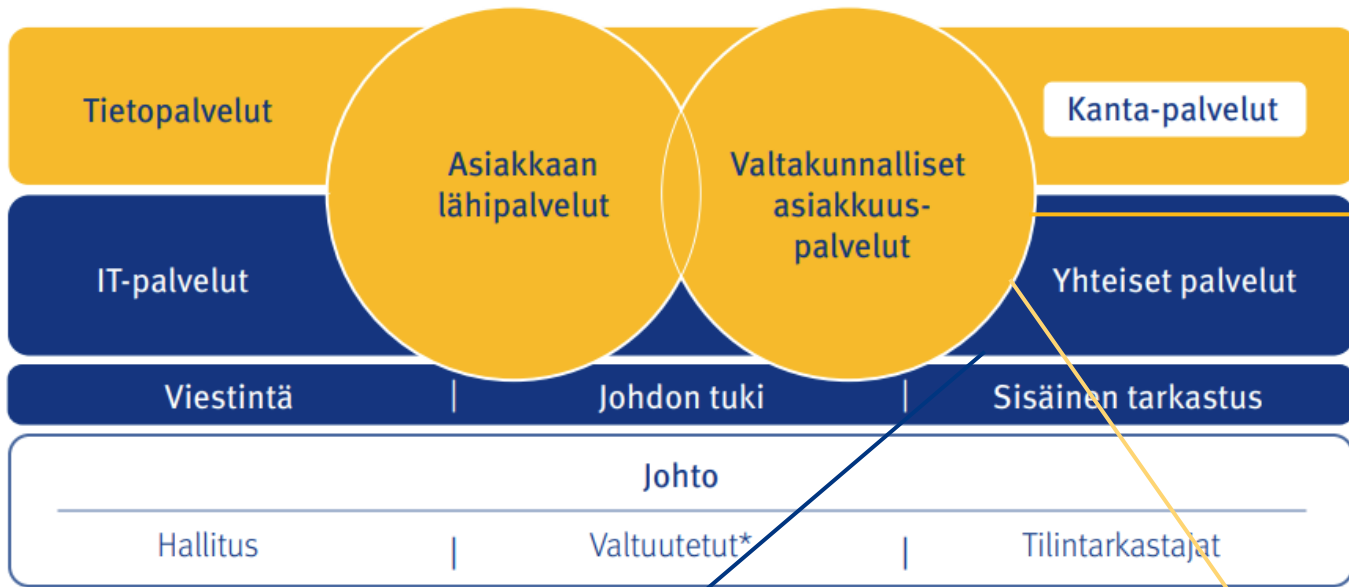 Tietopalvelut
Asiakkaan
lähipalvelut
Valtakunnalliset
asiakkuus-
palvelut
Kanta-palvelut
IT-palvelut
Yhteiset palvelut
Viestintä | Johdon tuki | Sisäinen tarkastus
Johto
Hallitus | Valtuutetut* | Tilintarkastajat